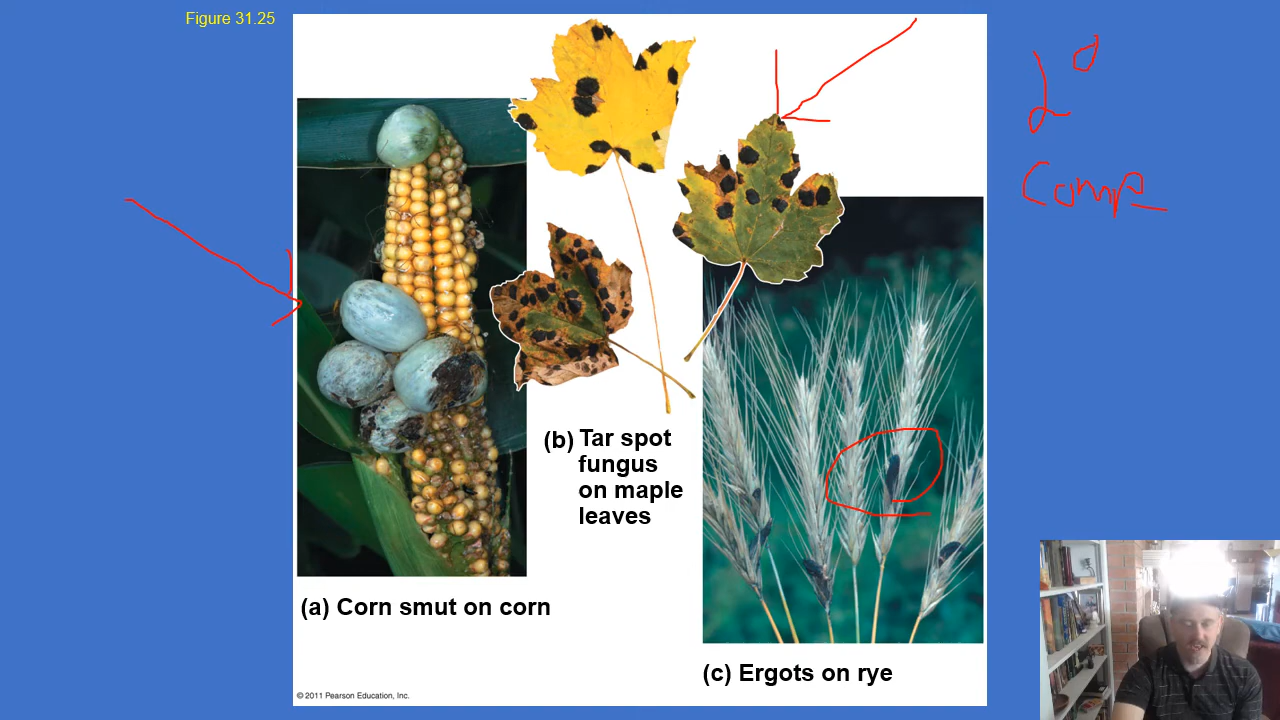 Figure 31.25
2°
Comp
(b) Tar spot
fungus
on maple
leaves
(a) Corn smut on corn
(c) Ergots on rye
© 2011 Pearson Education, Inc.